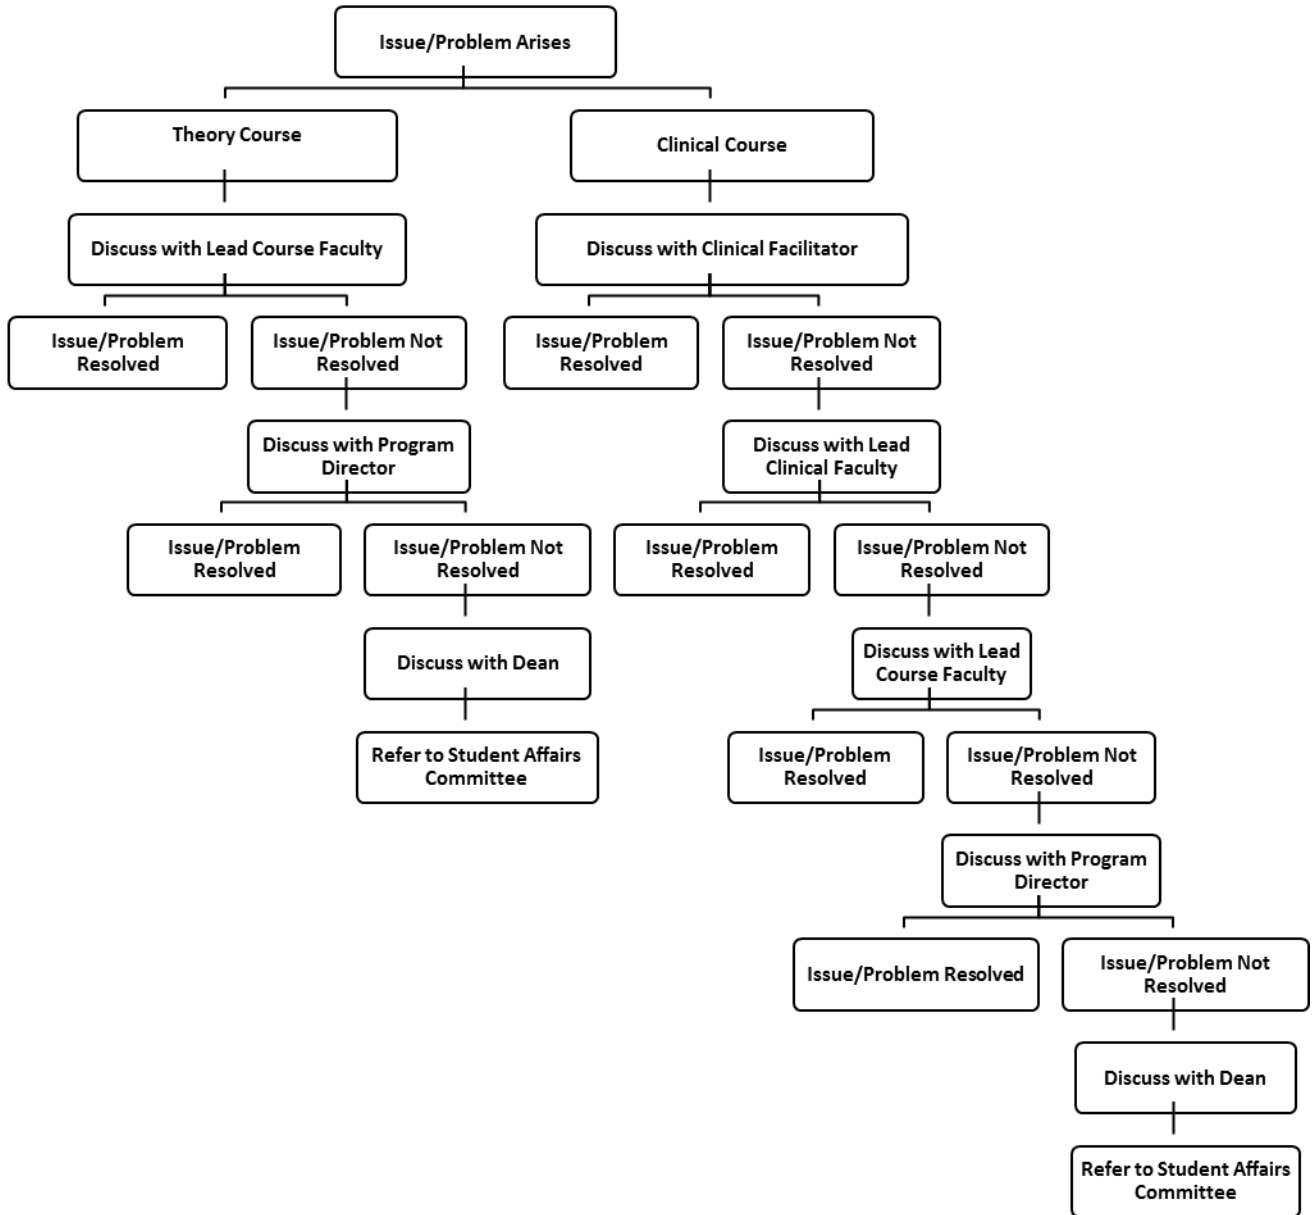 Issue/Problem Arises
Theory Course
Clinical Course
Discuss with Lead Course Faculty
Discuss with Clinical Facilitator
Issue/Problem
Resolved
Issue/Problem Not
Resolved
Issue/Problem
Resolved
Issue/Problem Not
Resolved
Discuss with Program
Director
Discuss with Lead
Clinical Faculty
Issue/Problem
Resolved
Issue/Problem Not
Resolved
Issue/Problem
Resolved
Issue/Problem Not
Resolved
Discuss with Dean
Discuss with Lead
Course Faculty
Refer to Student Affairs
Committee
Issue/Problem
Resolved
Issue/Problem Not
Resolved
Discuss with Program
Director
Issue/Problem Resolved
Issue/Problem Not
Resolved
Discuss with Dean
Refer to Student Affairs
Committee